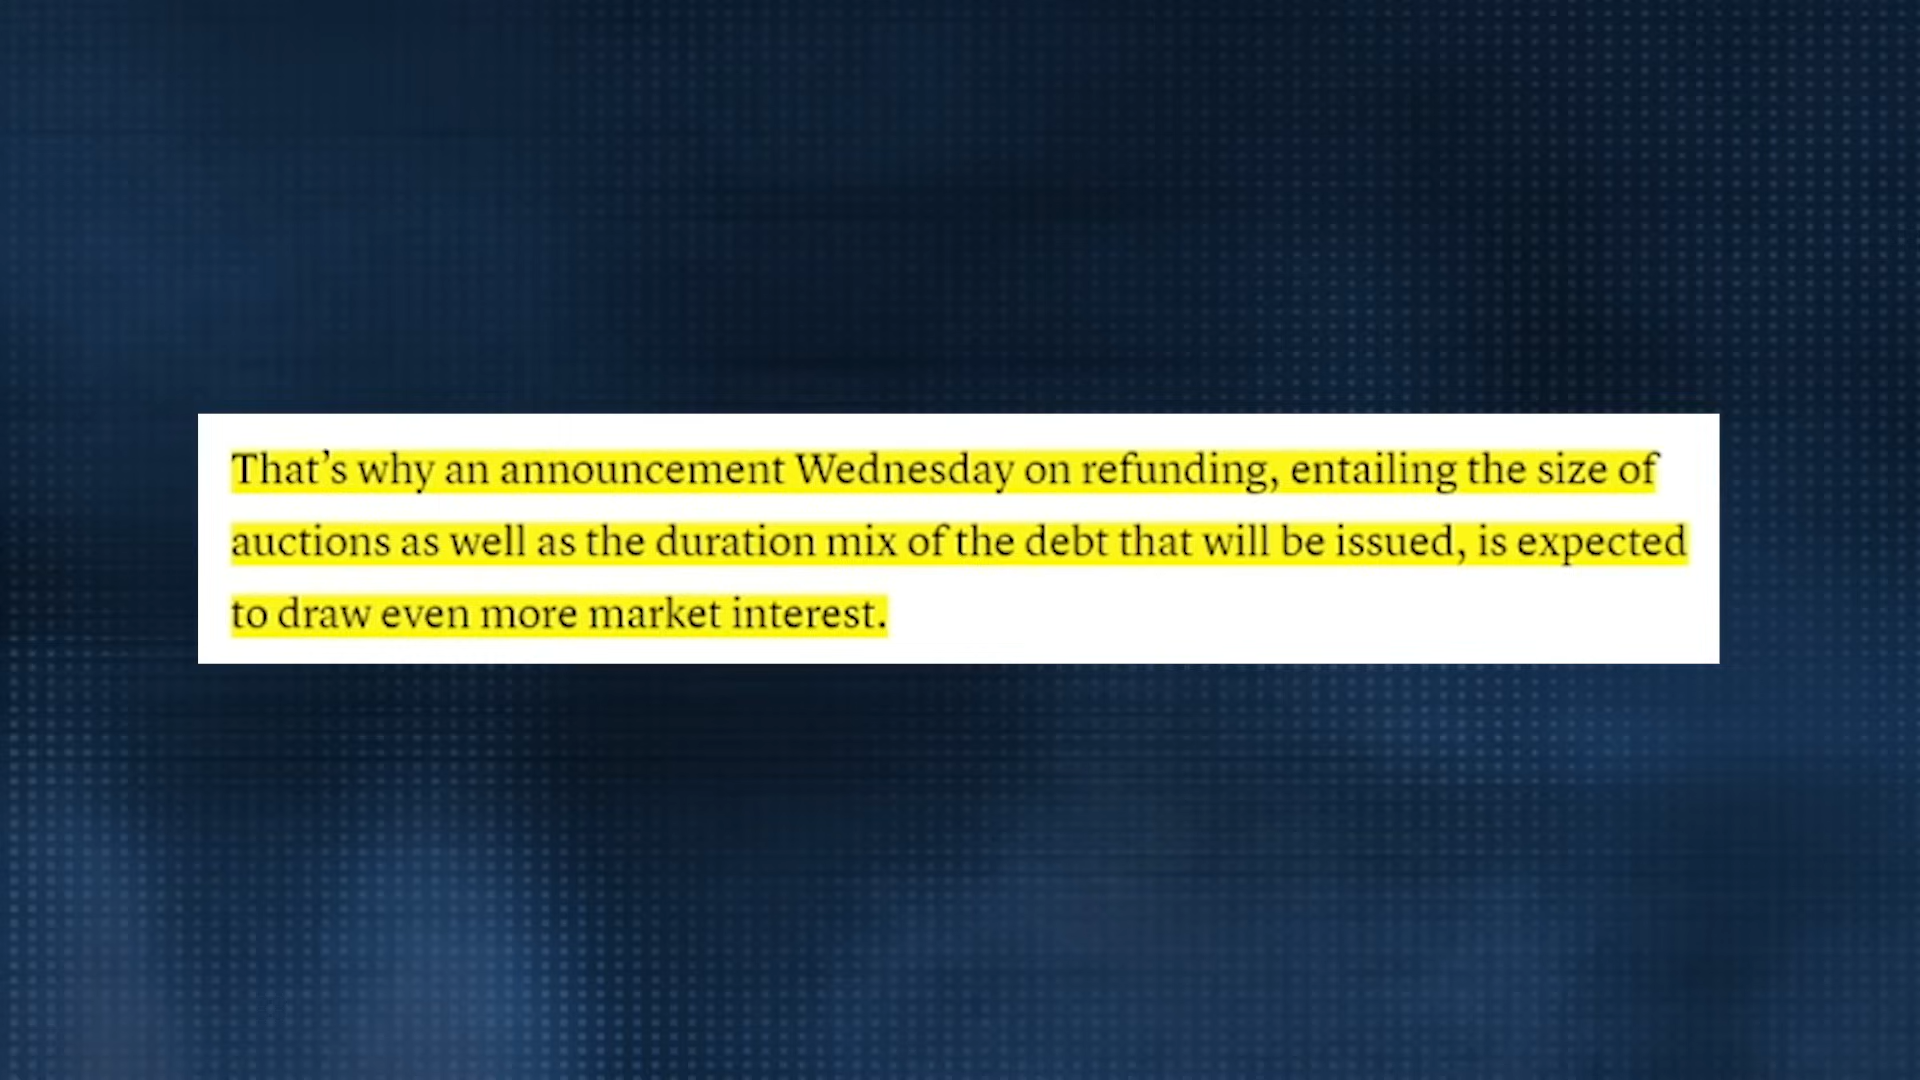 That’s why an announcement Wednesday on refunding, entailing the size of
auctions as well as the duration mix of the debt that will be issued, is expected
to draw even more market interest.